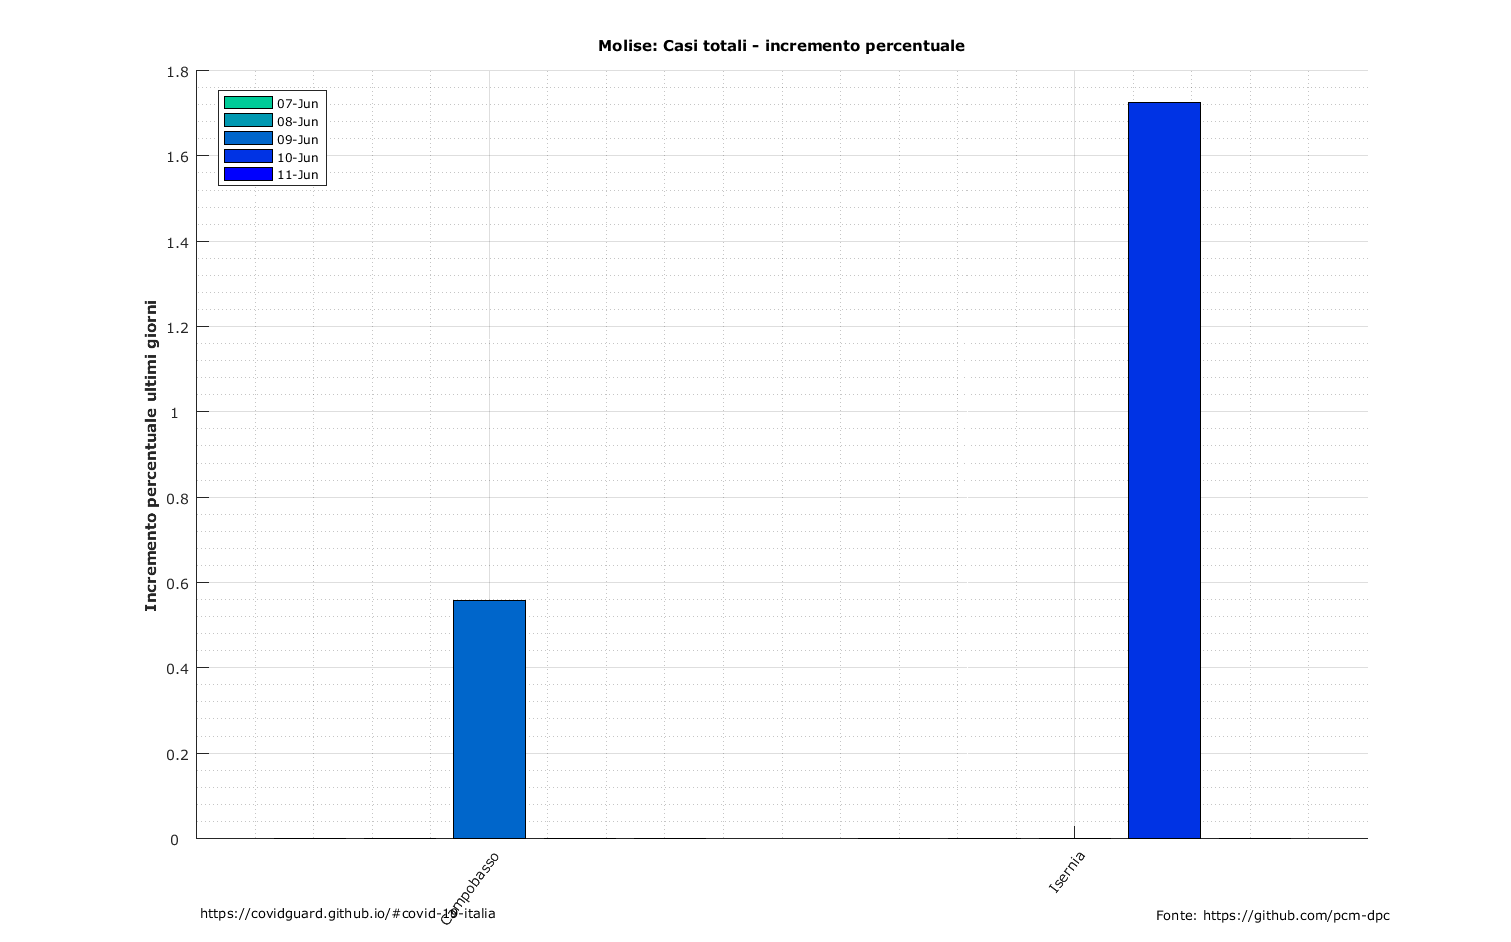 Molise: Casi totali - incremento percentuale
1.8
1.6
1.4
1.2
1
0.8
0.6
0.4
0.2
0
Incremento percentuale ultimi giorni
07-Jun
08-Jun
09-Jun
10-Jun
11-Jun
Campobasso
Isernia
https://covidguard.github.io/#covid-19-italia
Fonte: https://github.com/pcm-dpc